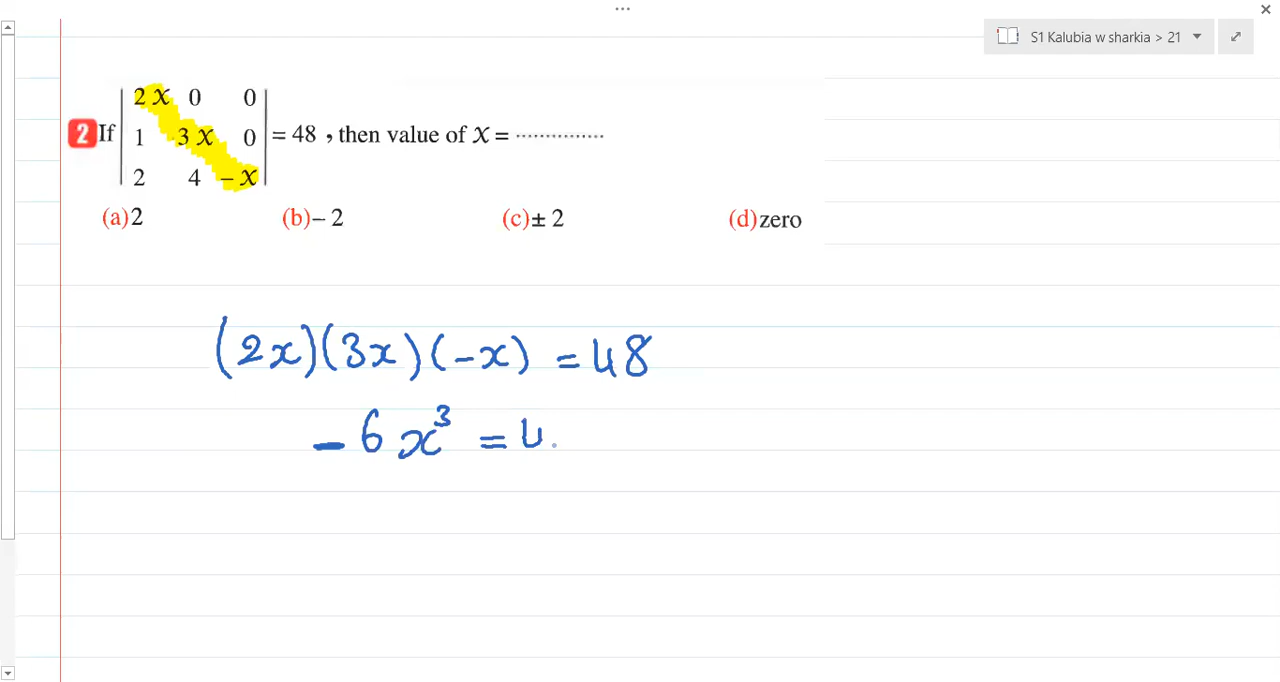 S1 Kalubia w sharkia > 21
2 If | 2x 0 0 | = 48 , then value of x = ...............
| 1 3x 0 |
| 2 4 -x |
(a) 2 (b) – 2 (c) ± 2 (d) zero
(2x)(3x)(-x) = 48
- 6x³ = 4